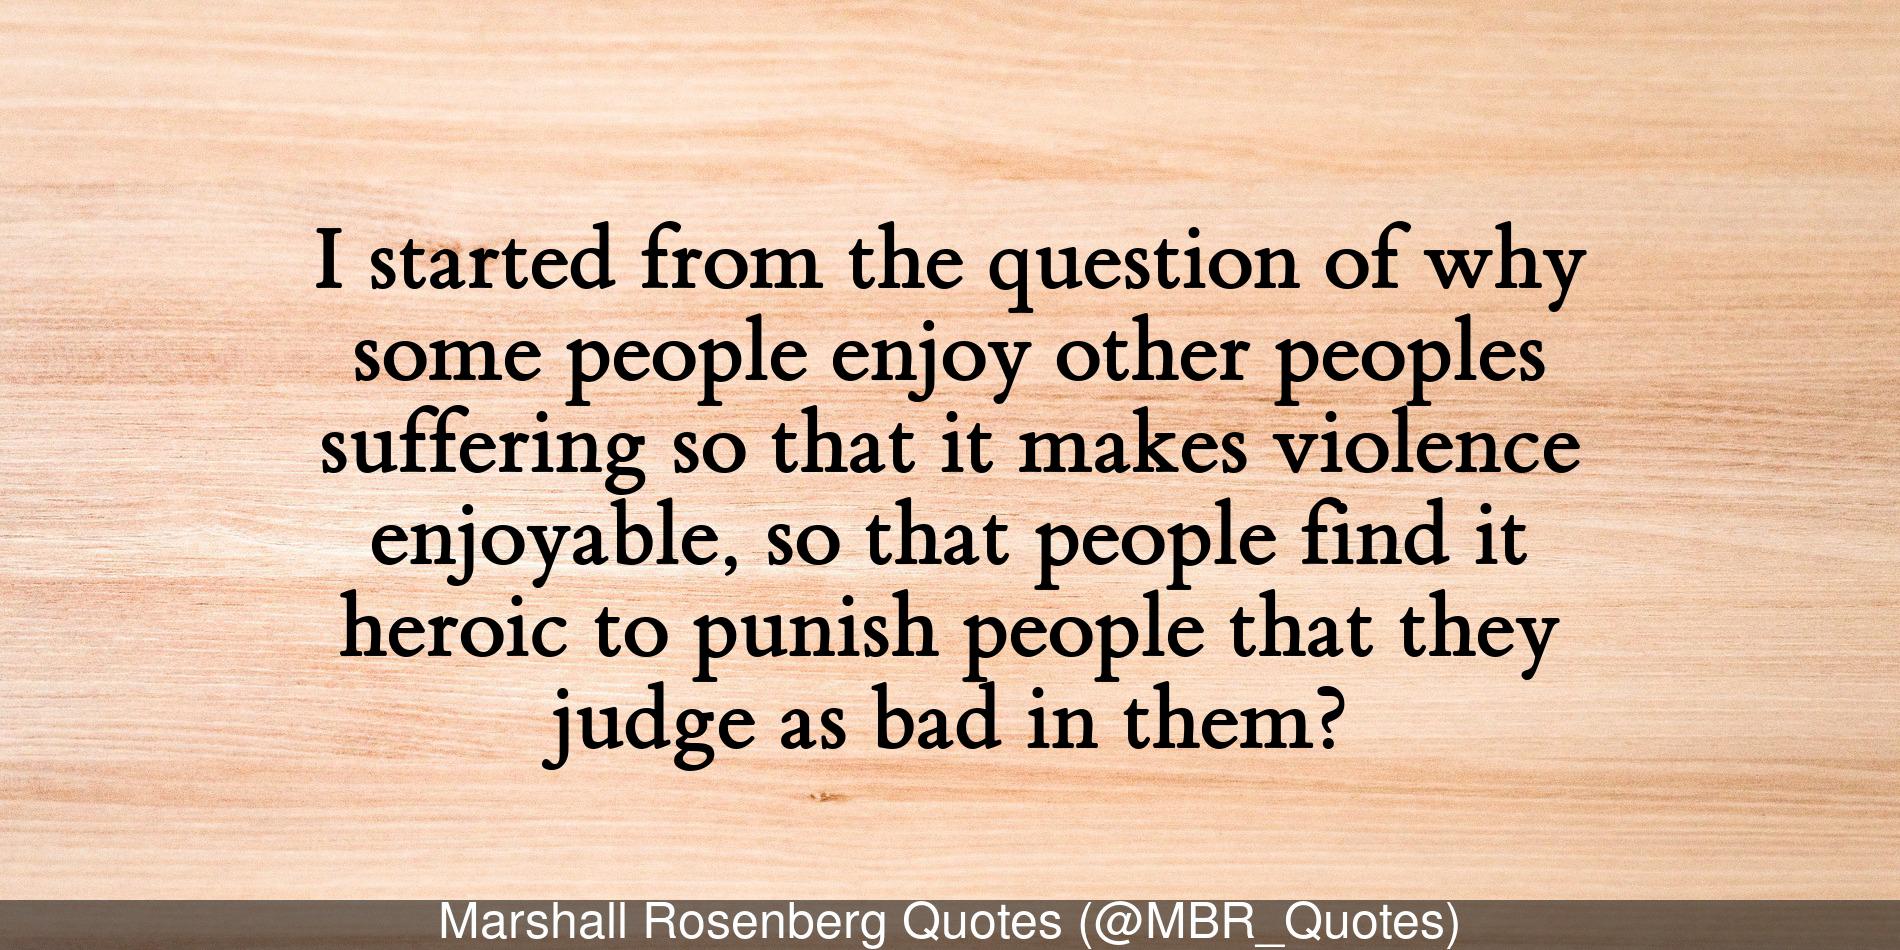 I started from the question of why
some people enjoy other peoples
suffering so that it makes violence
enjoyable, so that people find it
heroic to punish people that they
judge as bad in them?
Marshall Rosenberg Quotes (@MBR_Quotes)